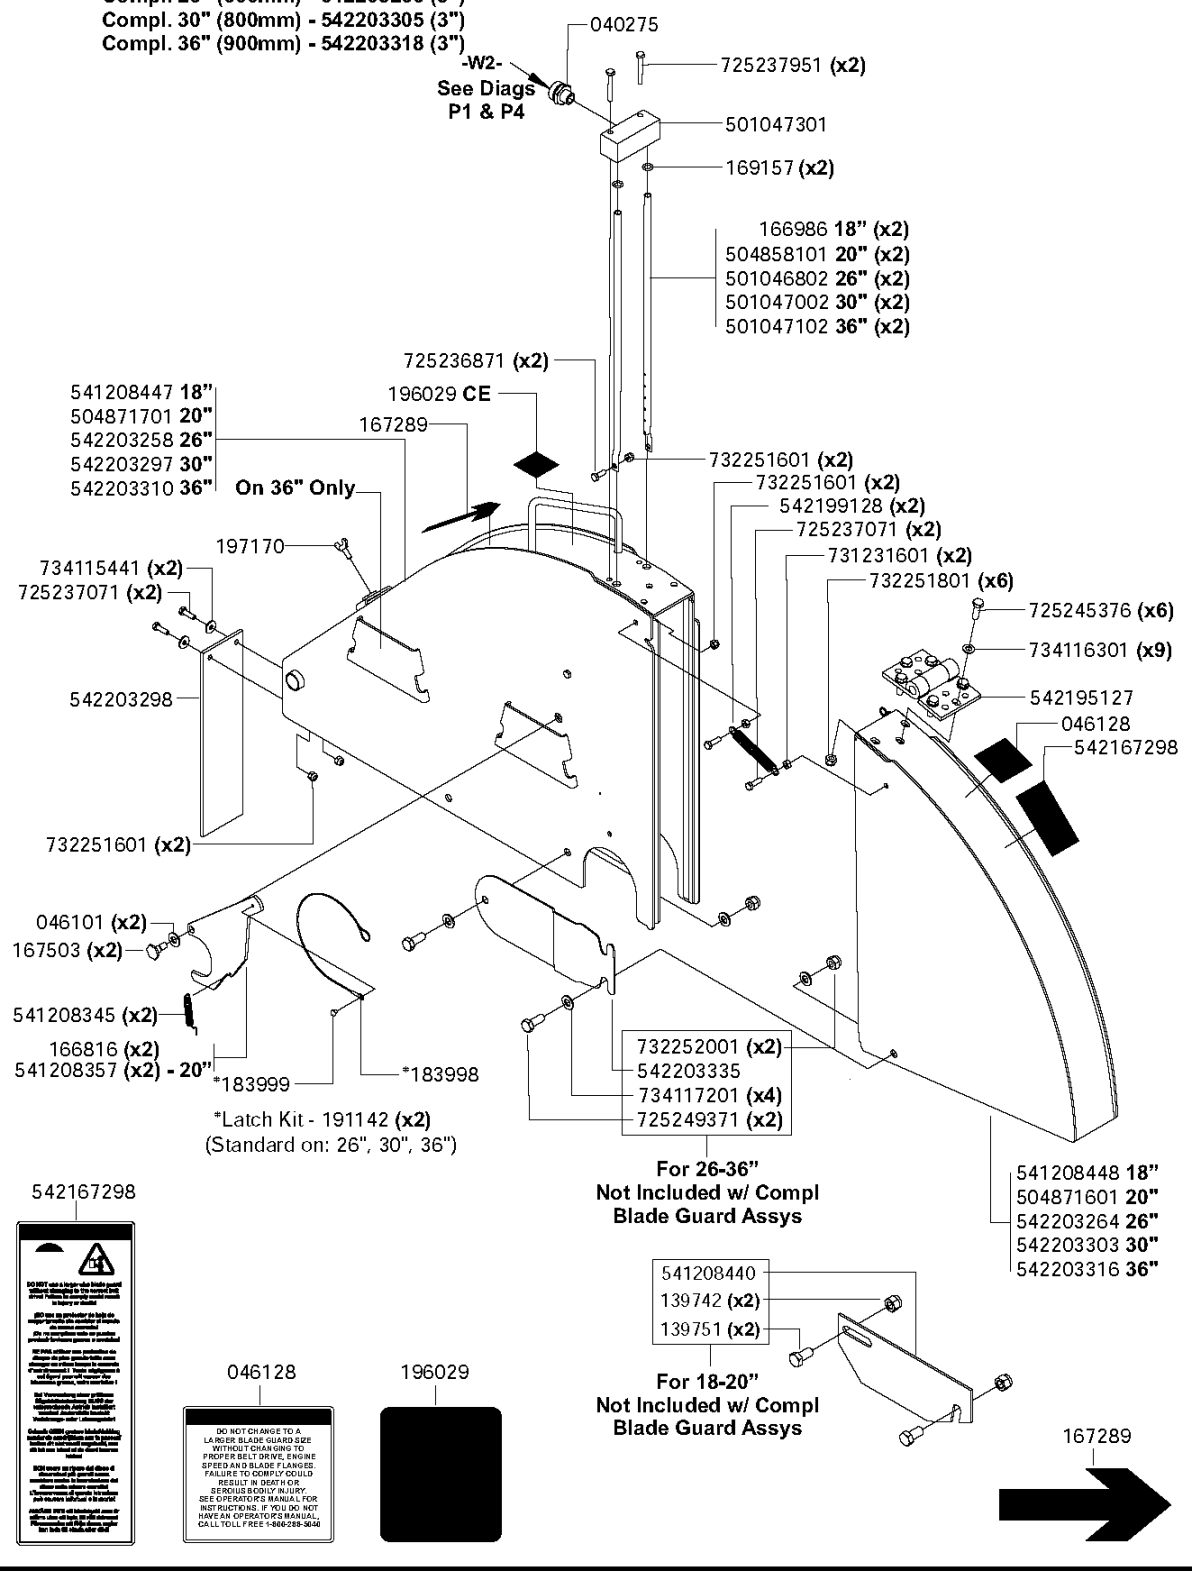 Compl. 30" (800mm) - 542203305 (3")
Compl. 36" (900mm) - 542203318 (3")
-W2-
See Diags
P1 & P4
040275
725237951 (x2)
501047301
169157 (x2)
166986 18” (x2)
504858101 20" (x2)
501046802 26" (x2)
501047002 30" (x2)
501047102 36" (x2)
725236871 (x2)
196029 CE
167289
541208447 18”
504871701 20"
542203258 26"
542203297 30"
542203310 36"
On 36" Only
197170
734115441 (x2)
725237071 (x2)
542203298
732251601 (x2)
732251601 (x2)
732251601 (x2)
542199128 (x2)
725237071 (x2)
731231601 (x2)
732251801 (x6)
725245376 (x6)
734116301 (x9)
542195127
046128
542167298
046101 (x2)
167503 (x2)
541208345 (x2)
166816 (x2)
541208357 (x2) - 20”
*183999
*183998
*Latch Kit - 191142 (x2)
(Standard on: 26", 30", 36")
732252001 (x2)
542203335
734117201 (x4)
725249371 (x2)
For 26-36”
Not Included w/ Compl
Blade Guard Assys
541208448 18”
504871601 20"
542203264 26"
542203303 30"
542203316 36"
541208440
139742 (x2)
139751 (x2)
For 18-20”
Not Included w/ Compl
Blade Guard Assys
542167298
046128
DO NOT CHANGE TO A
LARGER BLADE GUARD SIZE
WITHOUT CHANGING TO
PROPER BELT DRIVE, ENGINE
SPEED AND BLADE FLANGES.
FAILURE TO COMPLY COULD
RESULT IN DEATH OR
SEROIUS BODILY INJURY.
SEE OPERATOR'S MANUAL FOR
INSTRUCTIONS. IF YOU DO NOT
HAVE AN OPERATOR'S MANUAL,
CALL TOLL FREE
196029
167289